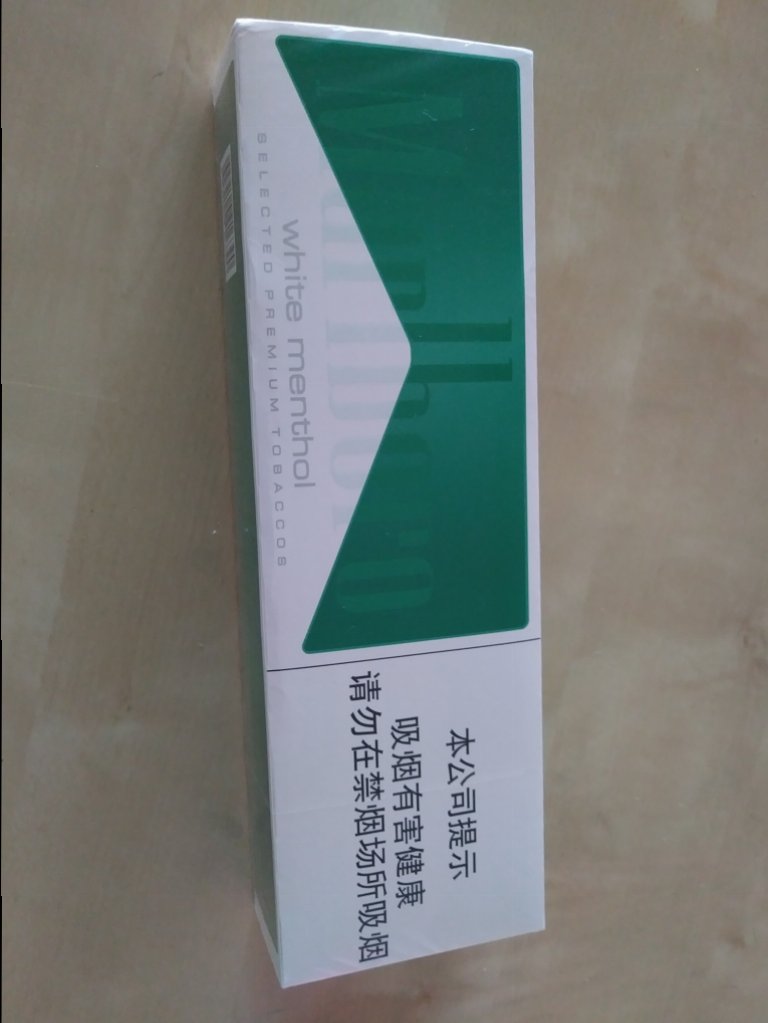 Marlboro
white menthol
SELECTED PREMIUM TOBACCOS
本公司提示
吸烟有害健康
请勿在禁烟场所吸烟